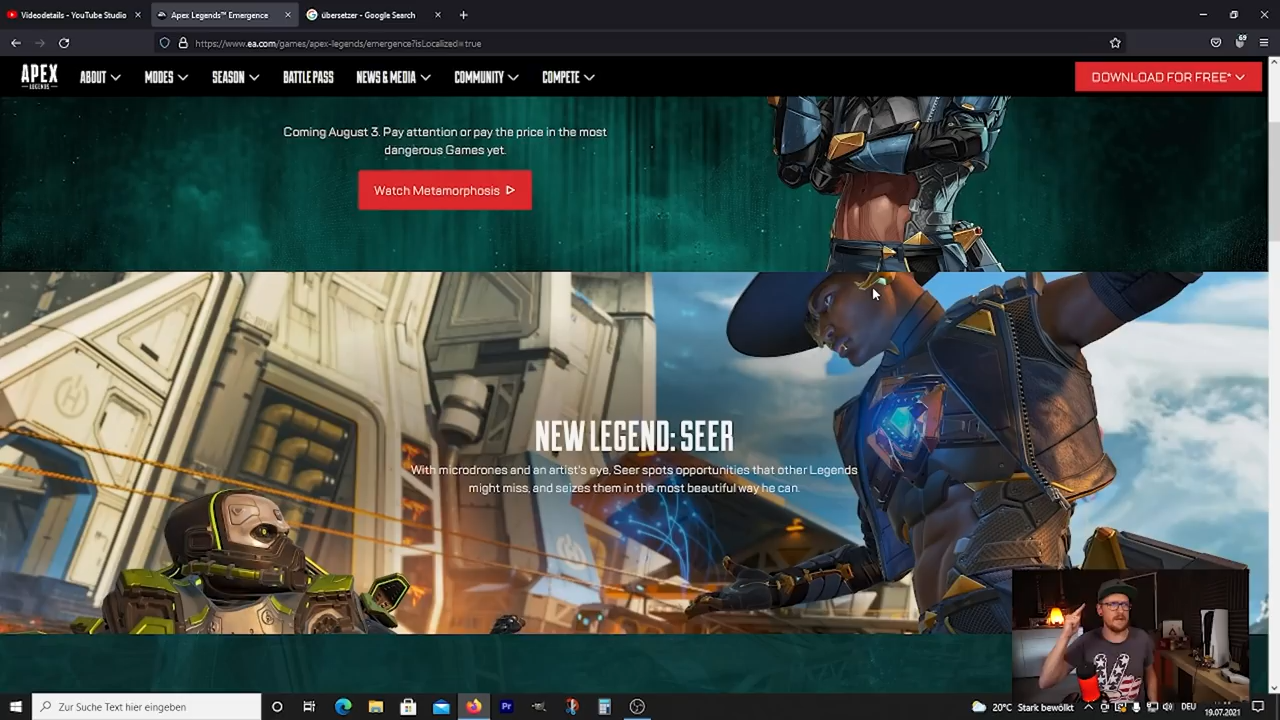 Videodetails - YouTube Studio
Apex Legends™ Emergence
übersetzer - Google Search
https://www.ea.com/games/apex-legends/emergence?isLocalized=true
69
APEX
LEGENDS
ABOUT
MODES
SEASON
BATTLE PASS
NEWS & MEDIA
COMMUNITY
COMPETE
DOWNLOAD FOR FREE*
Coming August 3. Pay attention or pay the price in the most
dangerous Games yet.
Watch Metamorphosis
NEW LEGEND: SEER
With microdrones and an artist's eye, Seer spots opportunities that other Legends
might miss, and seizes them in the most beautiful way he can.
Zur Suche Text hier eingeben
Pr
20°C Stark bewölkt
DEU
19.07.2021